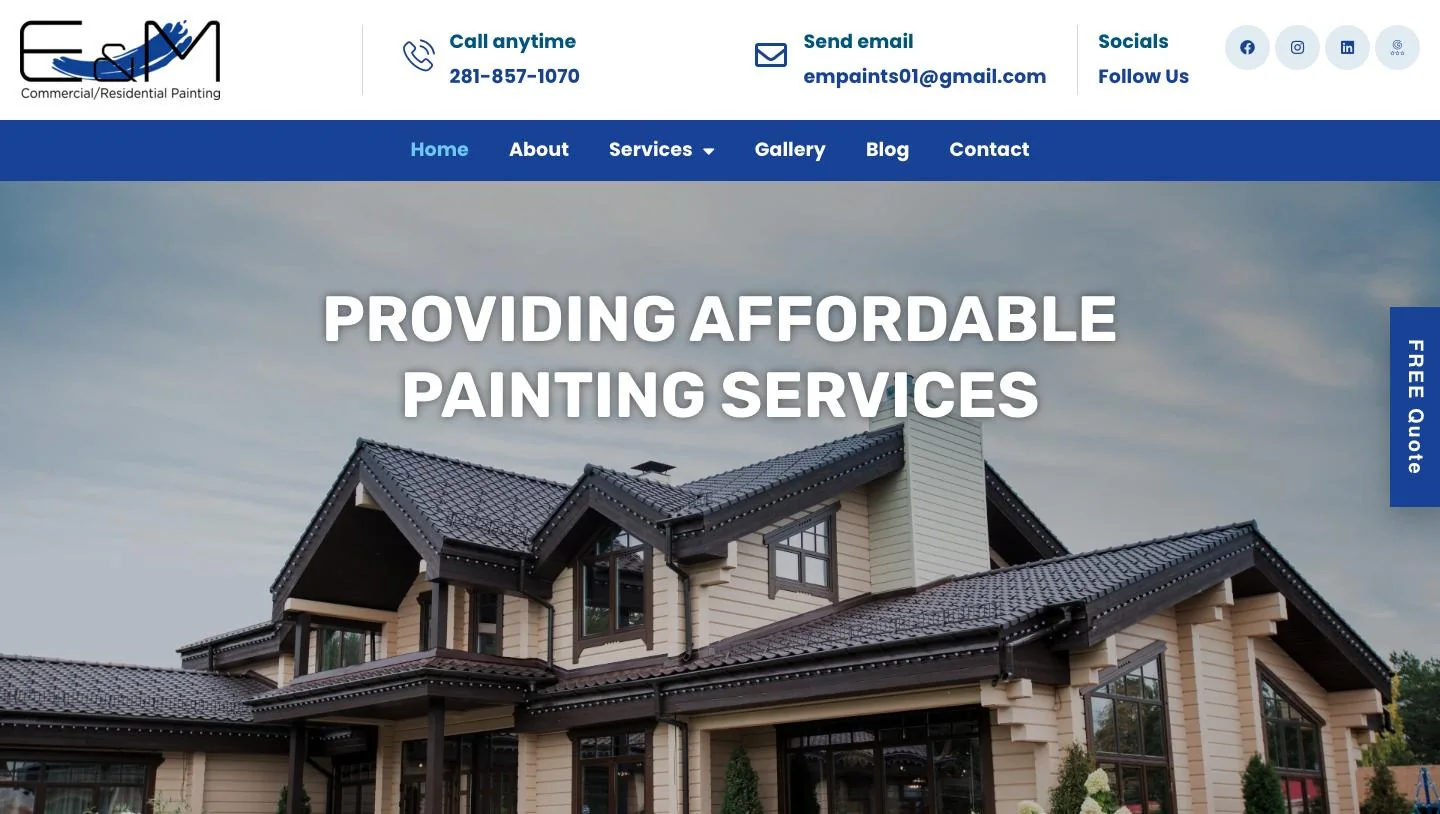 E&M
Commercial/Residential Painting
Call anytime
281-857-1070
Send email
empaints01@gmail.com
Socials
Follow Us
Home
About
Services
Gallery
Blog
Contact
PROVIDING AFFORDABLE
PAINTING SERVICES
FREE Quote